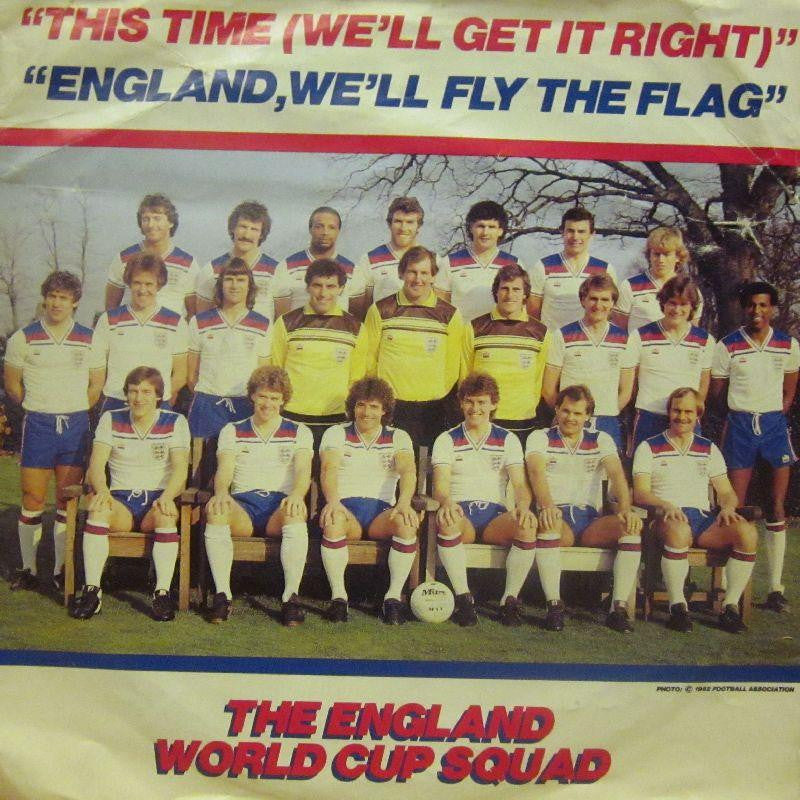 "THIS TIME (WE'LL GET IT RIGHT)"
"ENGLAND, WE'LL FLY THE FLAG"
Mitre
PHOTO: © 1982 FOOTBALL ASSOCIATION
THE ENGLAND
WORLD CUP SQUAD